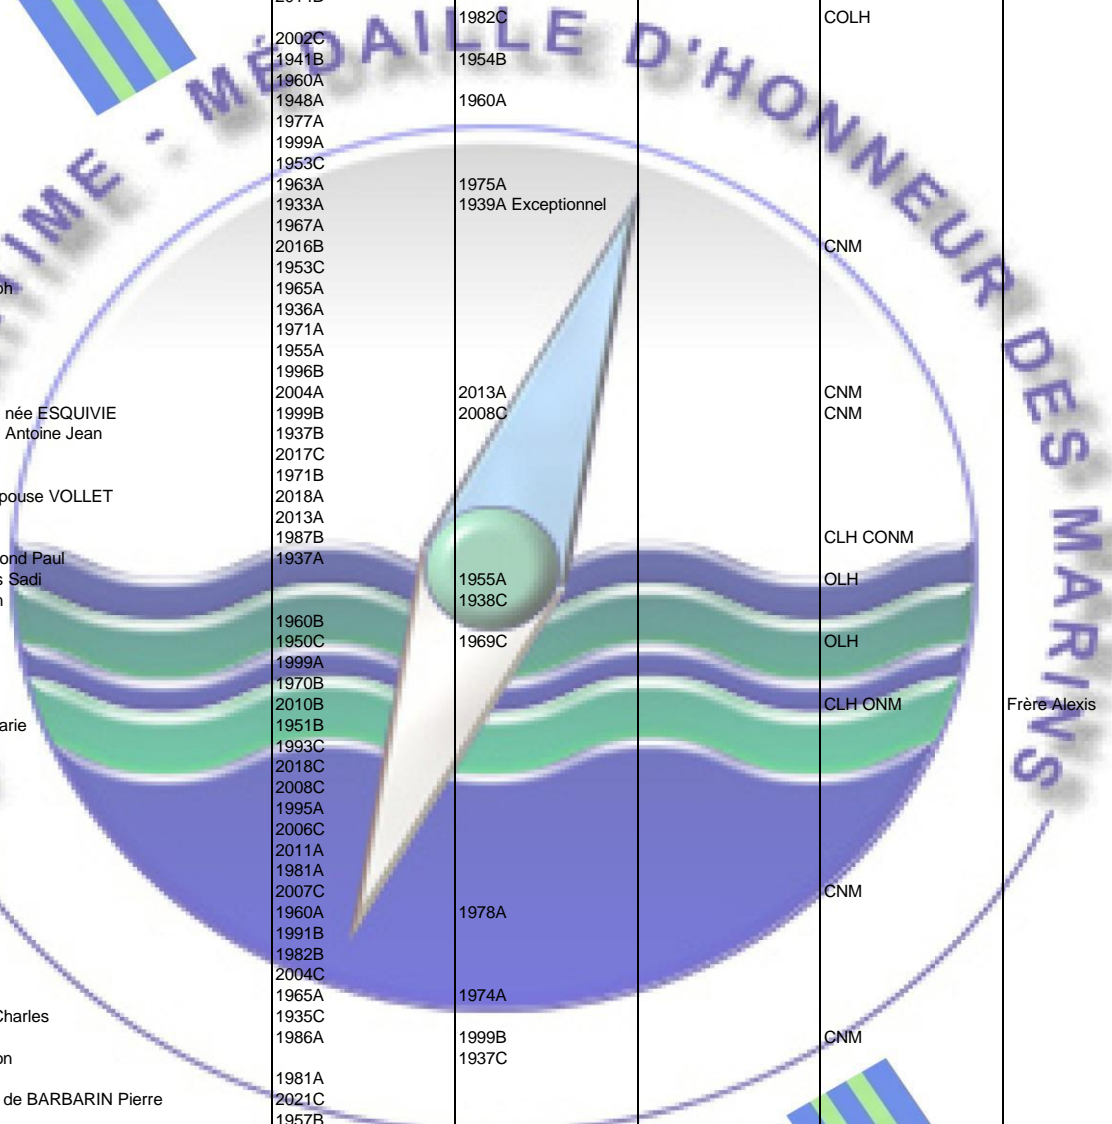 1982C COLH
2002C
1941B 1954B
1960A
1948A 1960A
1977A
1999A
1953C
1963A 1975A
1933A 1939A Exceptionnel
1967A
2016B CNM
1953C
1965A
1936A
1971A
1955A
1996B
2004A 2013A CNM
née ESQUIVIE 1999B 2008C CNM
Antoine Jean 1937B
2017C
1971B
pouse VOLLET 2018A
2013A
1987B CLH CONM
ond Paul 1937A
Sadi 1955A OLH
1938C
1960B
1950C 1969C OLH
1999A
1970B
2010B CLH ONM Frère Alexis
arie 1951B
1993C
2018C
2008C
1995A
2006C
2011A
1981A
2007C CNM
1960A 1978A
1991B
1982B
2004C
1965A 1974A
Charles 1935C
1986A 1999B CNM
on 1937C
1981A
de BARBARIN Pierre 2021C
1957B
TIME - MÉDAILLE D'HONNEUR DES MARINS